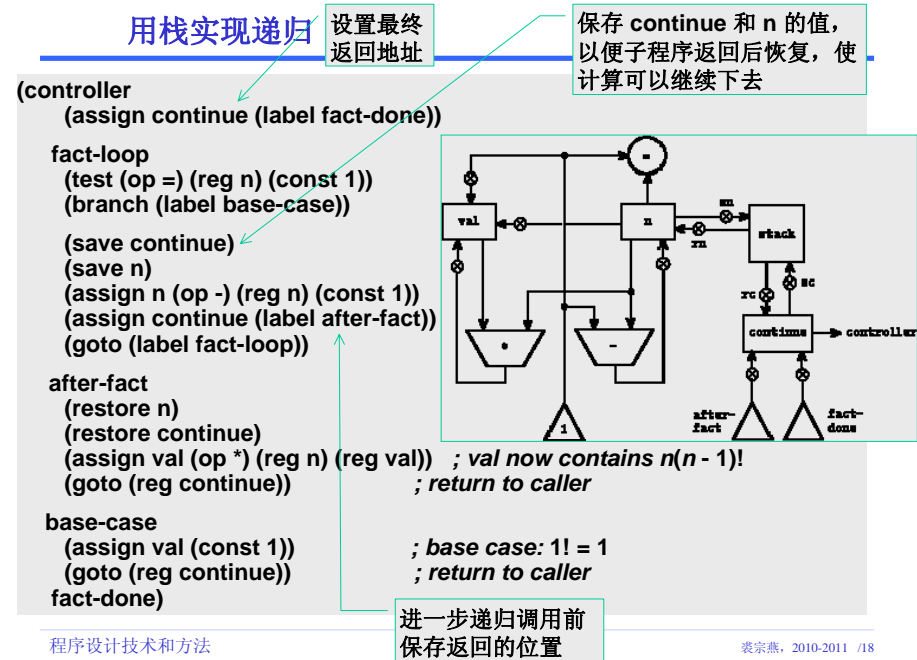 用栈实现递归
设置最终
返回地址
保存 continue 和 n 的值，
以便子程序返回后恢复，使
计算可以继续下去
(controller
(assign continue (label fact-done))
fact-loop
(test (op =) (reg n) (const 1))
(branch (label base-case))
(save continue)
(save n)
(assign n (op -) (reg n) (const 1))
(assign continue (label after-fact))
(goto (label fact-loop))
after-fact
(restore n)
(restore continue)
(assign val (op *) (reg n) (reg val)) ; val now contains n(n - 1)!
(goto (reg continue)) ; return to caller
base-case
(assign val (const 1)) ; base case: 1! = 1
(goto (reg continue)) ; return to caller
fact-done)
=
val
n
sn
rn
stack
rc
sc
continue
controller
*
-
1
after-
fact
fact-
done
进一步递归调用前
保存返回的位置
程序设计技术和方法
裘宗燕，2010-2011 /18